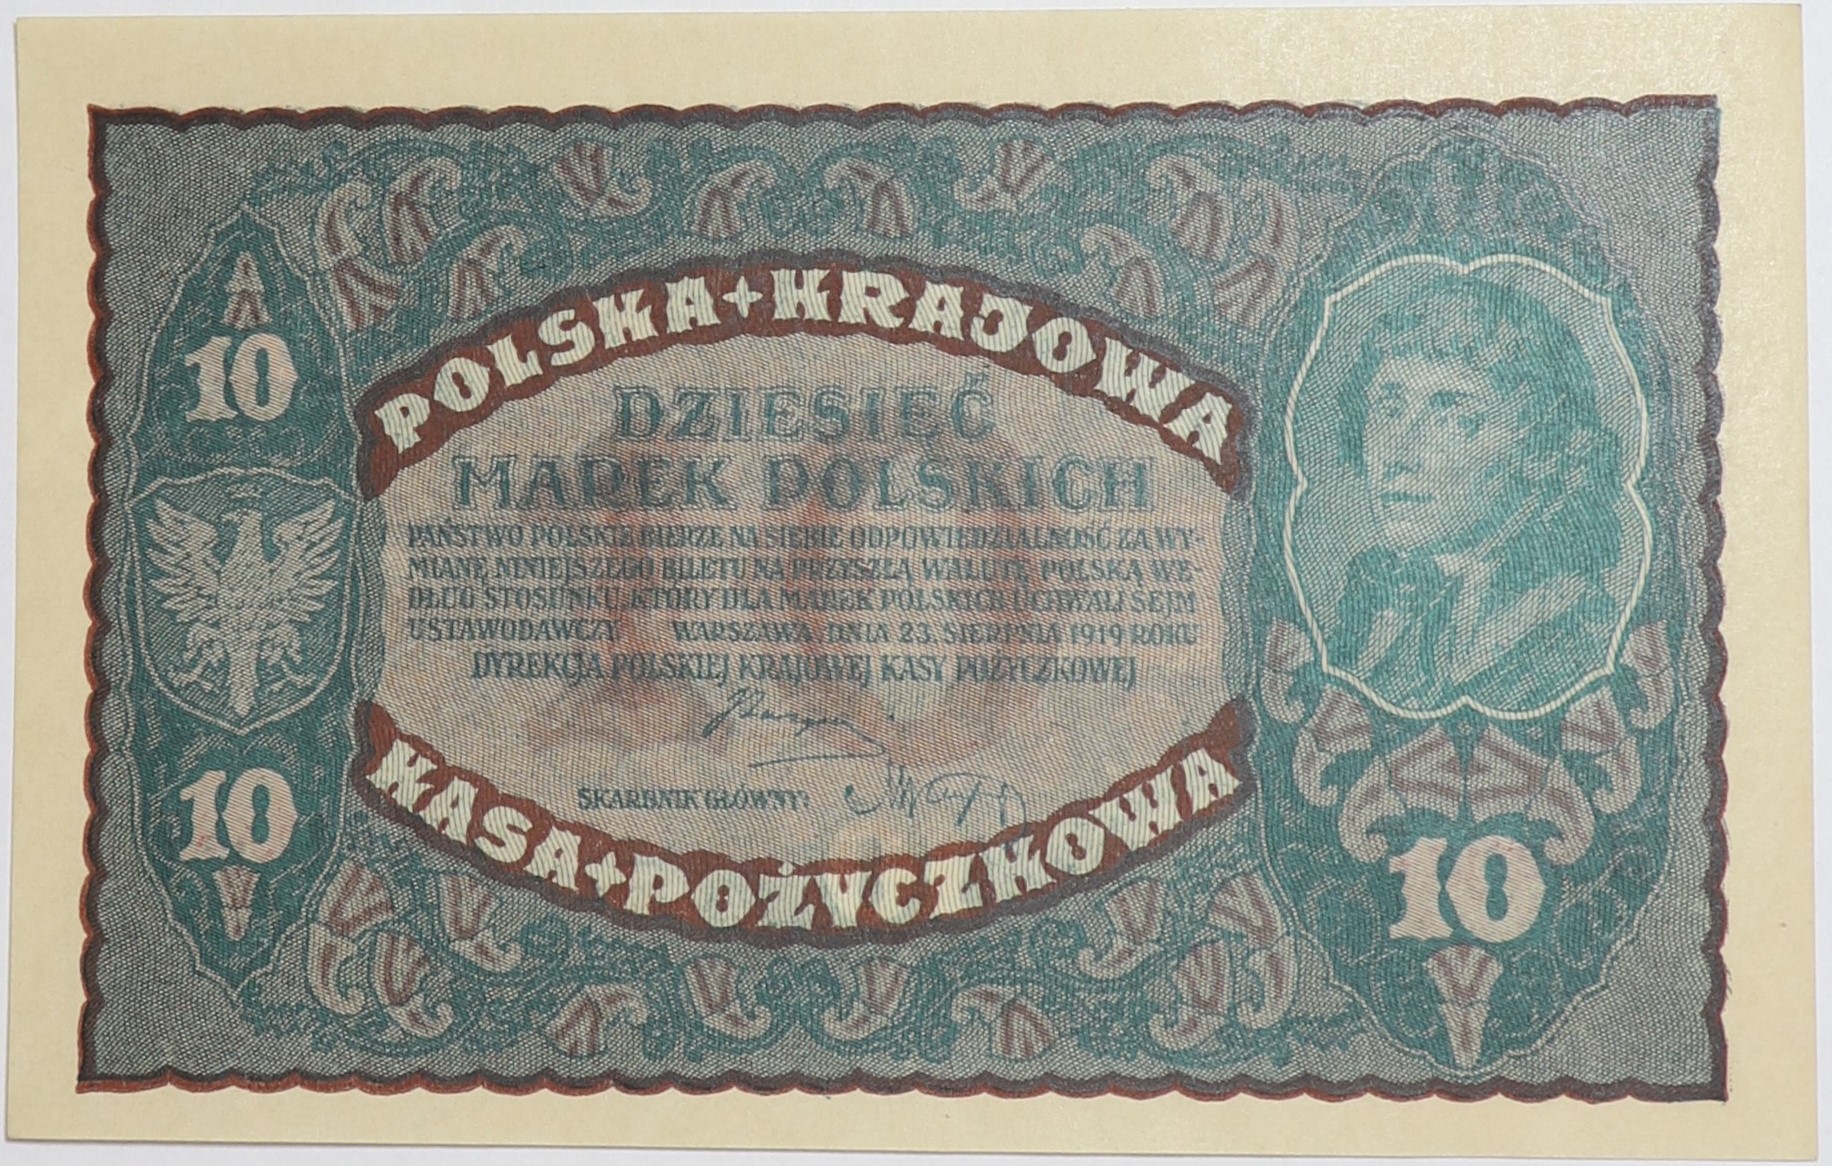 POLSKA + KRAJOWA
10
DZIESIĘĆ
MAREK POLSKICH
PAŃSTWO POLSKIE BIERZE NA SIEBIE ODPOWIEDZIALNOŚĆ ZA WY-
MIANĘ NINIEJSZEGO BILETU NA PRZYSZŁĄ WALUTĘ POLSKĄ WE-
DŁUG STOSUNKU, KTÓRY DLA MAREK POLSKICH UCHWALI SEJM
USTAWODAWCZY. WARSZAWA, DNIA 23. SIERPNIA 1919 ROKU
DYREKCJA POLSKIEJ KRAJOWEJ KASY POŻYCZKOWEJ
SKARBNIK GŁÓWNY:
10
KASA + POŻYCZKOWA
10